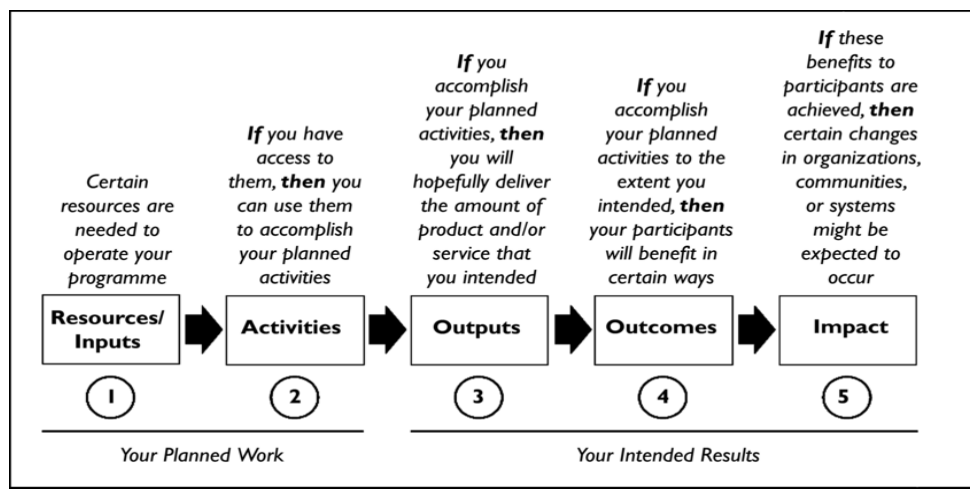 Certain
resources are
needed to
operate your
programme
If you have
access to
them, then you
can use them
to accomplish
your planned
activities
If you
accomplish
your planned
activities, then
you will
hopefully deliver
the amount of
product and/or
service that
you intended
If you
accomplish
your planned
activities to the
extent you
intended, then
your participants
will benefit in
certain ways
If these
benefits to
participants are
achieved, then
certain changes
in organizations,
communities,
or systems
might be
expected to
occur
Resources/
Inputs
Activities
Outputs
Outcomes
Impact
1
2
3
4
5
Your Planned Work
Your Intended Results